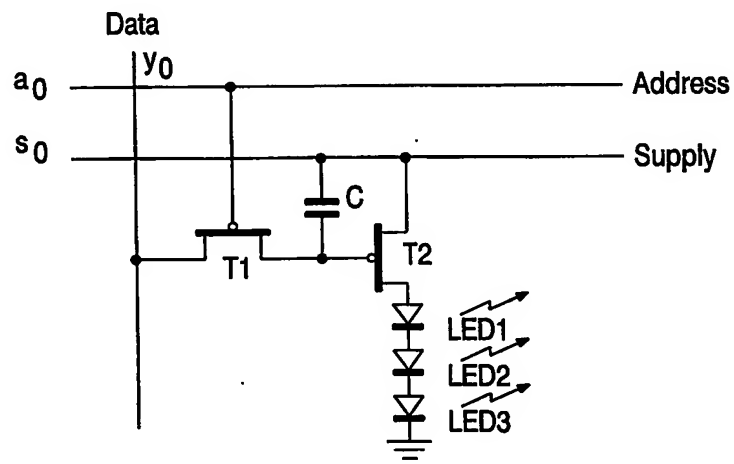 Data
y0
a0
Address
s0
Supply
C
T1
T2
LED1
LED2
LED3